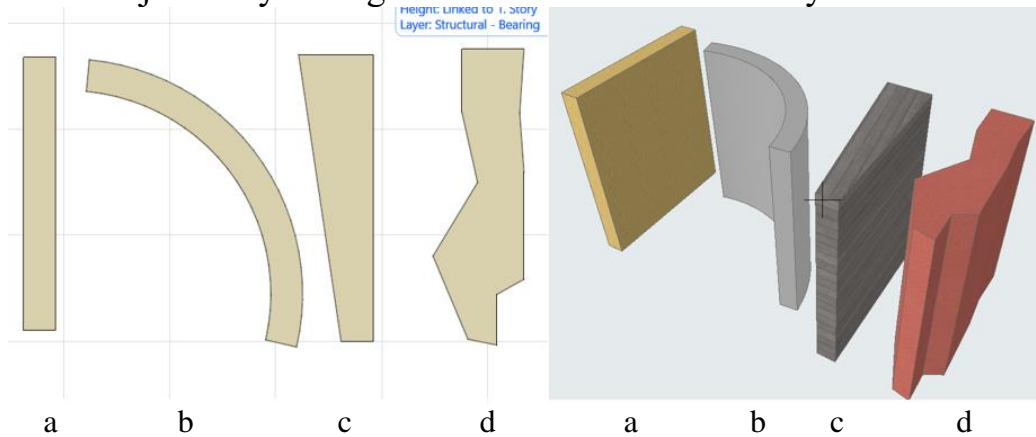 Height: Linked to 1. Story
Layer: Structural - Bearing
a b c d a b c d